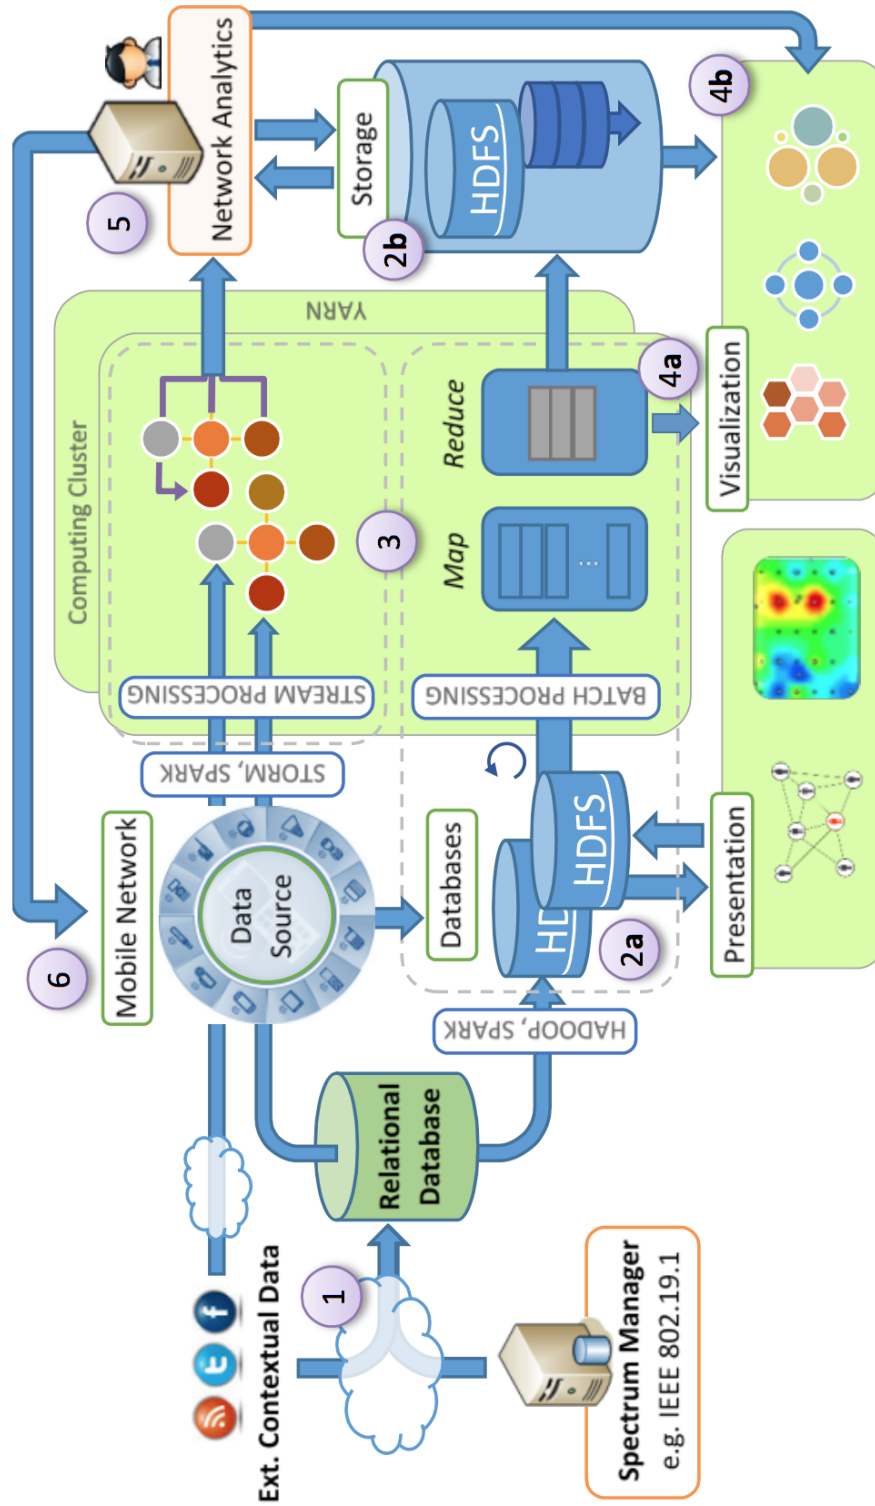 Ext. Contextual Data
1
Spectrum Manager
e.g. IEEE 802.19.1
Relational
Database
6
Mobile Network
Data
Source
STORM, SPARK
STREAM PROCESSING
HADOOP, SPARK
Databases
HDFS
HDFS
2a
Presentation
BATCH PROCESSING
Computing Cluster
YARN
3
Map
...
Reduce
4a
Visualization
5
Network Analytics
Storage
2b
HDFS
4b